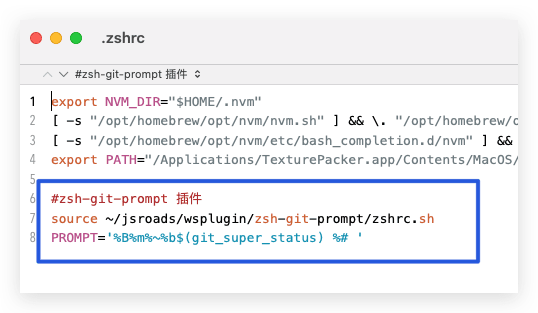 .zshrc
#zsh-git-prompt 插件
1 export NVM_DIR="$HOME/.nvm"
2 [ -s "/opt/homebrew/opt/nvm/nvm.sh" ] && \. "/opt/homebrew/o
3 [ -s "/opt/homebrew/opt/nvm/etc/bash_completion.d/nvm" ] &&
4 export PATH="/Applications/TexturePacker.app/Contents/MacOS/
5
6 #zsh-git-prompt 插件
7 source ~/jsroads/wsplugin/zsh-git-prompt/zshrc.sh
8 PROMPT='%B%m%~%b$(git_super_status) %# '